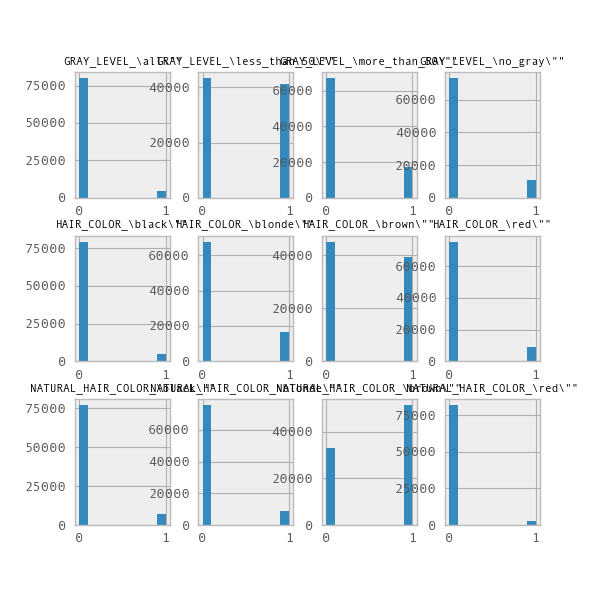 GRAY_LEVEL_\all\"" GRAY_LEVEL_\less_than_50\"" GRAY_LEVEL_\more_than_50\"" GRAY_LEVEL_\no_gray\""
75000 40000 60000 60000
50000 40000 40000
25000 20000 20000 20000
0 0 0 0
0 1 0 1 0 1 0 1
HAIR_COLOR_\black\"" HAIR_COLOR_\blonde\"" HAIR_COLOR_\brown\"" HAIR_COLOR_\red\""
75000 60000 40000 60000
50000 40000 40000
25000 20000 20000 20000
0 0 0 0
0 1 0 1 0 1 0 1
NATURAL_HAIR_COLOR_\black\"" NATURAL_HAIR_COLOR_\blonde\"" NATURAL_HAIR_COLOR_\brown\"" NATURAL_HAIR_COLOR_\red\""
75000 60000 40000 75000
50000 40000 50000
25000 20000 20000 25000
0 0 0 0
0 1 0 1 0 1 0 1